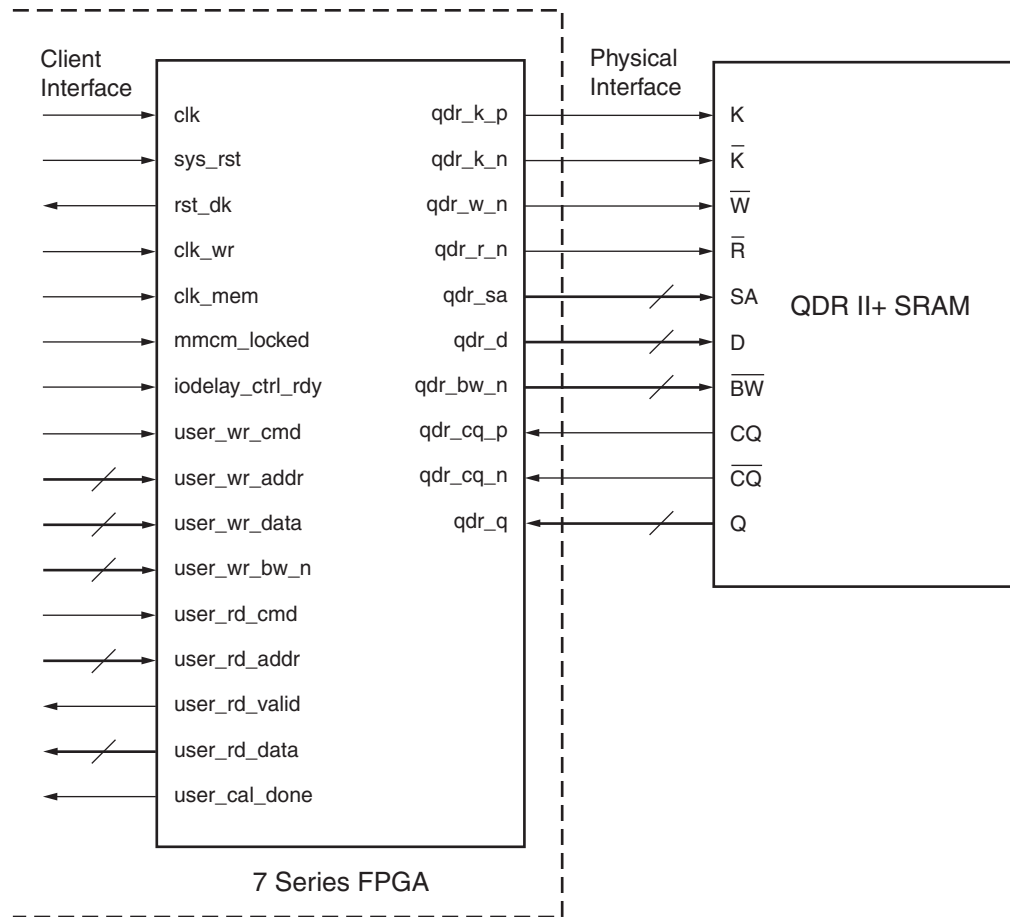 Client
Interface
Physical
Interface
clk
qdr_k_p
K
sys_rst
qdr_k_n
K̅
rst_dk
qdr_w_n
W̅
clk_wr
qdr_r_n
R̅
clk_mem
qdr_sa
SA
QDR II+ SRAM
mmcm_locked
qdr_d
D
iodelay_ctrl_rdy
qdr_bw_n
B̅W̅
user_wr_cmd
qdr_cq_p
CQ
user_wr_addr
qdr_cq_n
C̅Q̅
user_wr_data
qdr_q
Q
user_wr_bw_n
user_rd_cmd
user_rd_addr
user_rd_valid
user_rd_data
user_cal_done
7 Series FPGA